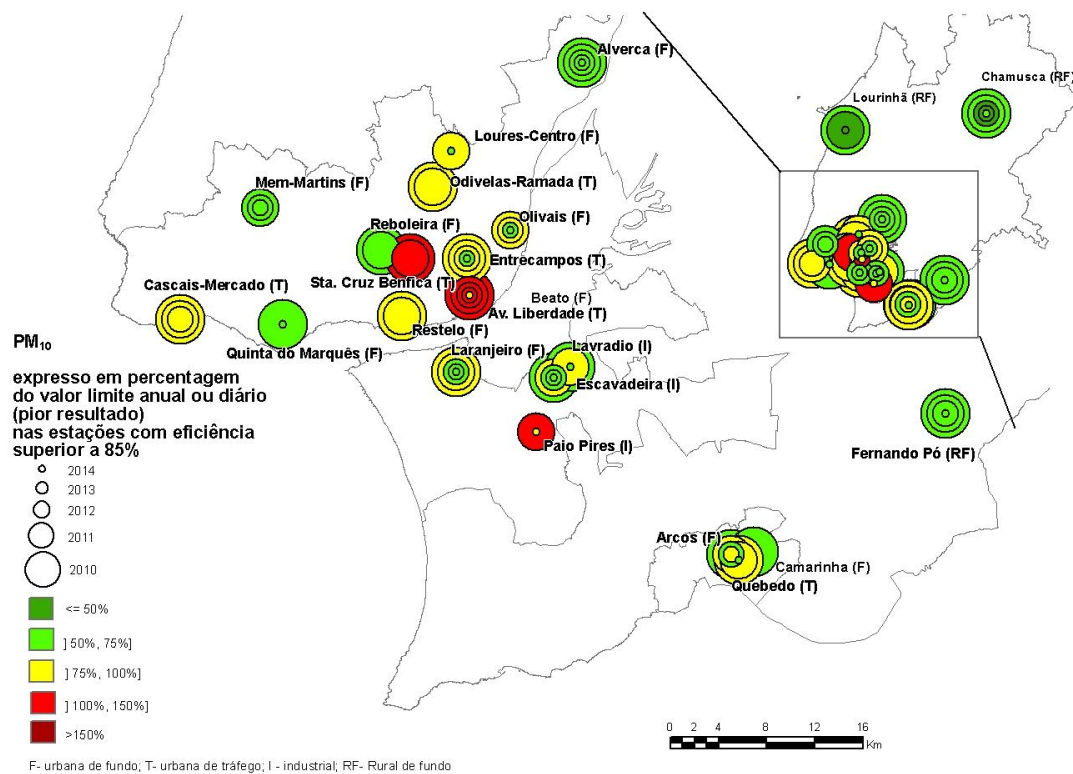 Alverca (F)
Chamusca (RF)
Lourinhã (RF)
Loures-Centro (F)
Mem-Martins (F)
Odivelas-Ramada (T)
Olivais (F)
Reboleira (F)
Entrecampos (T)
Sta. Cruz Benfica (T)
Cascais-Mercado (T)
Beato (F)
Av. Liberdade (T)
Restelo (F)
Quinta do Marquês (F)
Laranjeiro (F)
Lavradio (I)
Escavadeira (I)
Paio Pires (I)
Fernando Pó (RF)
Arcos (F)
Camarinha (F)
Quebedo (T)
PM10
expresso em percentagem
do valor limite anual ou diário
(pior resultado)
nas estações com eficiência
superior a 85%
2014
2013
2012
2011
2010
<= 50%
] 50%, 75%]
] 75%, 100%]
] 100%, 150%]
>150%
0 2 4 8 12 16
Km
F- urbana de fundo; T- urbana de tráfego; I - industrial; RF- Rural de fundo